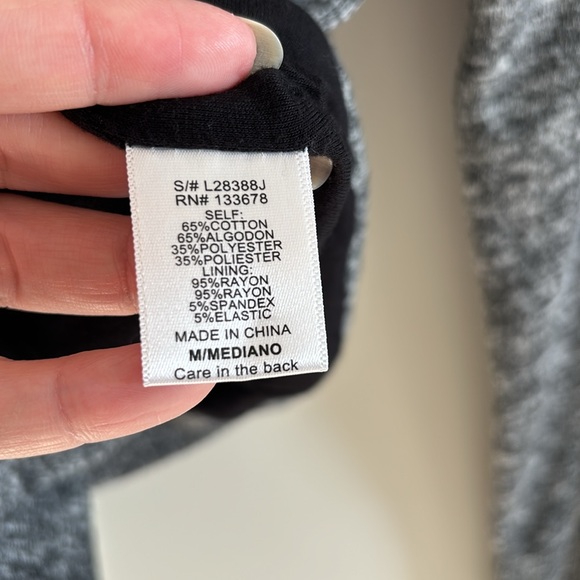 S/# L28388J
RN# 133678
SELF:
65%COTTON
65%ALGODON
35%POLYESTER
35%POLIESTER
LINING:
95%RAYON
95%RAYON
5%SPANDEX
5%ELASTIC
MADE IN CHINA
M/MEDIANO
Care in the back